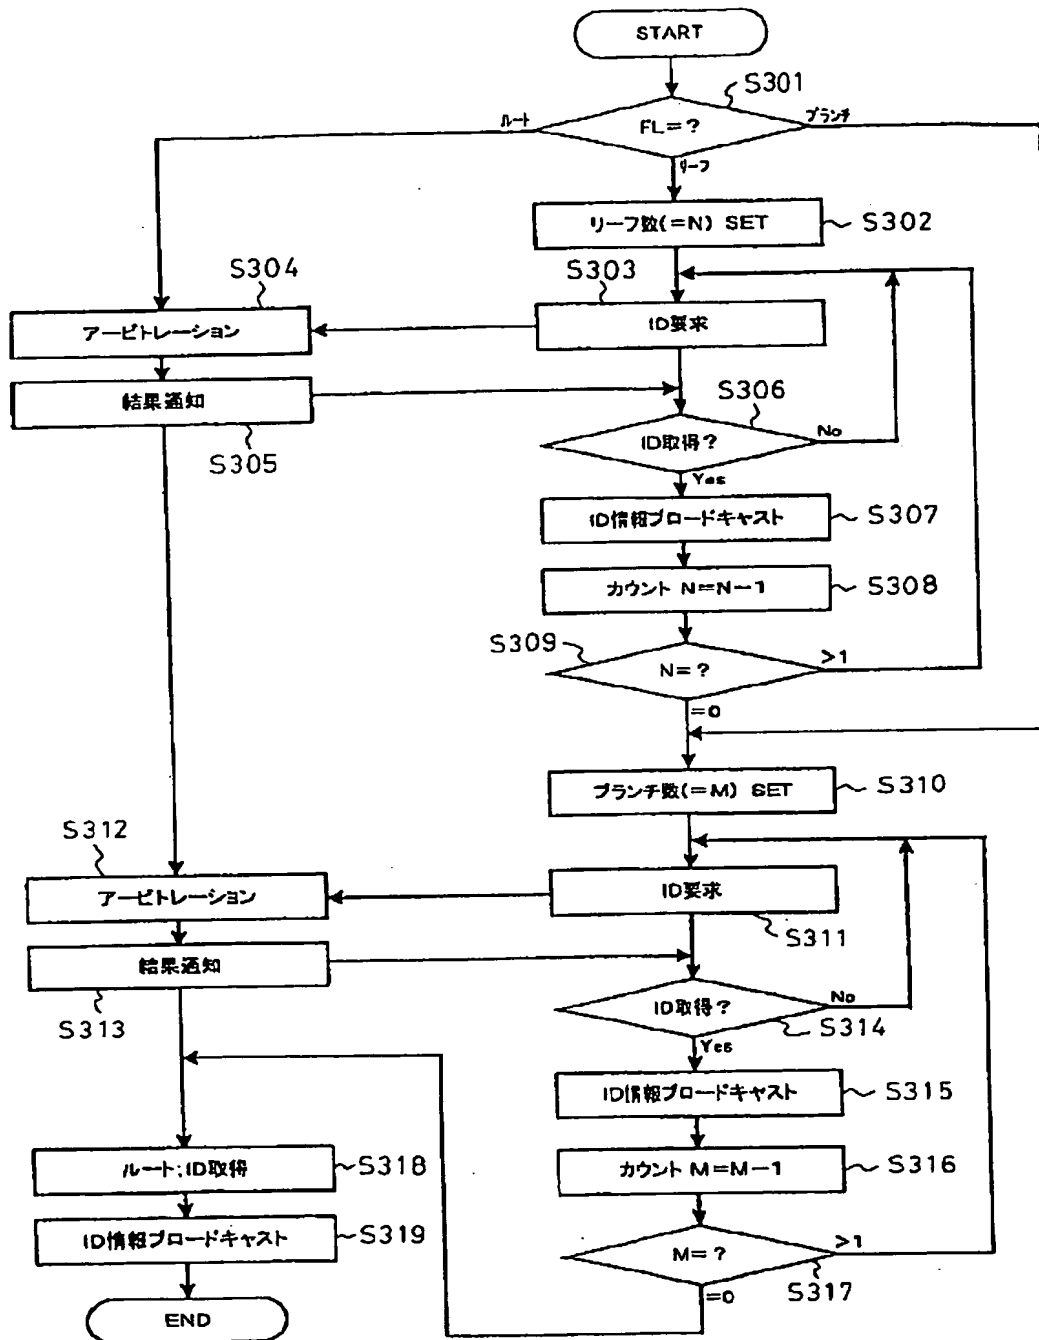 START
S301
FL=?
ルート
ブランチ
リーフ
リーフ数(=N) SET
S302
S304
S303
アービトレーション
ID要求
結果通知
S305
S306
ID取得?
No
Yes
ID情報ブロードキャスト
S307
カウント N=N-1
S308
S309
N=?
>1
=0
ブランチ数(=M) SET
S310
S312
アービトレーション
ID要求
S311
結果通知
S313
ID取得?
No
S314
Yes
ID情報ブロードキャスト
S315
カウント M=M-1
S316
ルート;ID取得
S318
ID情報ブロードキャスト
S319
M=?
>1
S317
=0
END